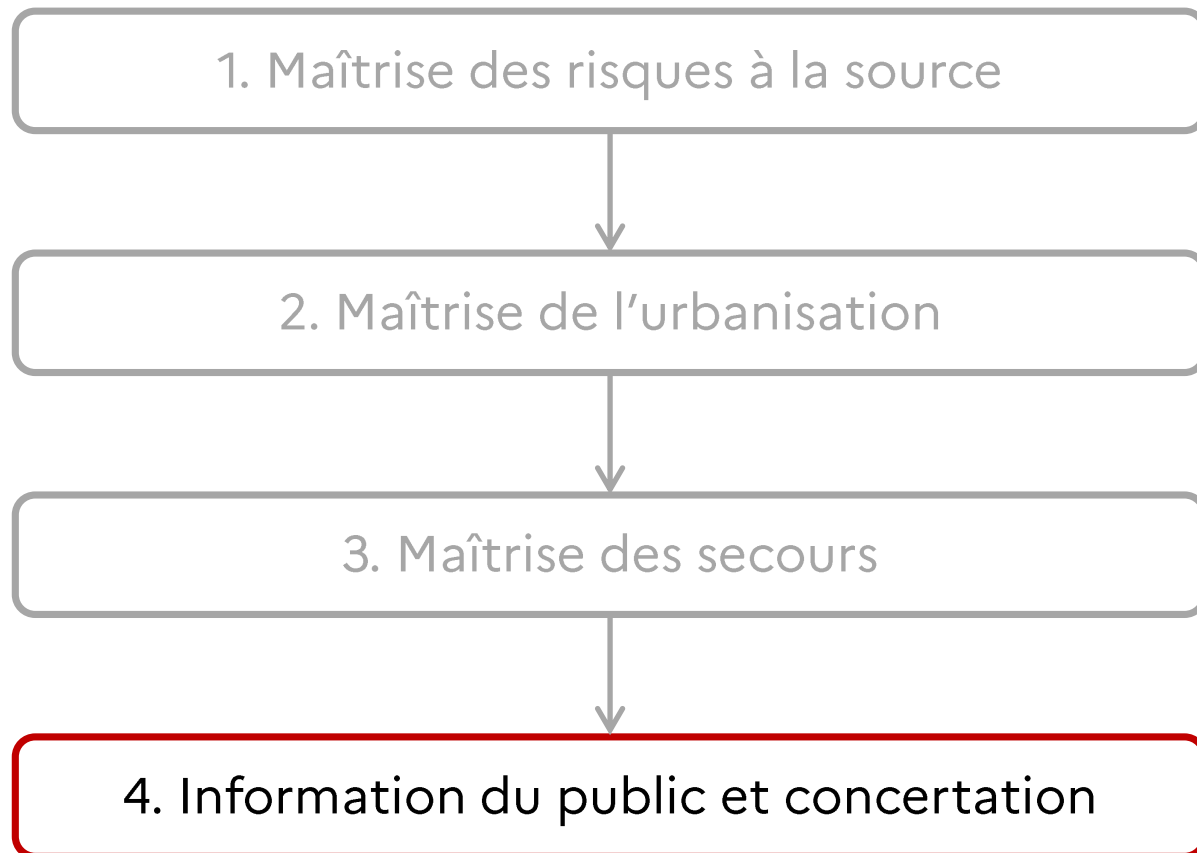 1. Maîtrise des risques à la source
2. Maîtrise de l’urbanisation
3. Maîtrise des secours
4. Information du public et concertation